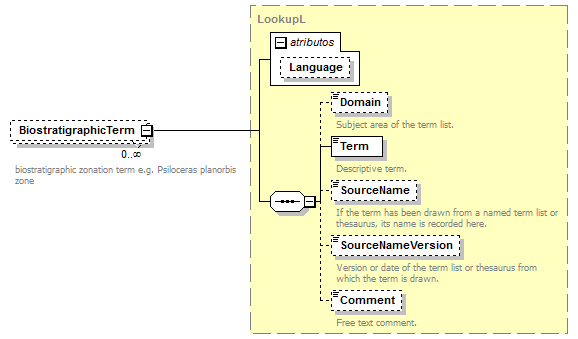 LookupL
atributos
Language
BiostratigraphicTerm
0..∞
biostratigraphic zonation term e.g. Psiloceras planorbis
zone
Domain
Subject area of the term list.
Term
Descriptive term.
SourceName
If the term has been drawn from a named term list or
thesaurus, its name is recorded here.
SourceNameVersion
Version or date of the term list or thesaurus from
which the term is drawn.
Comment
Free text comment.